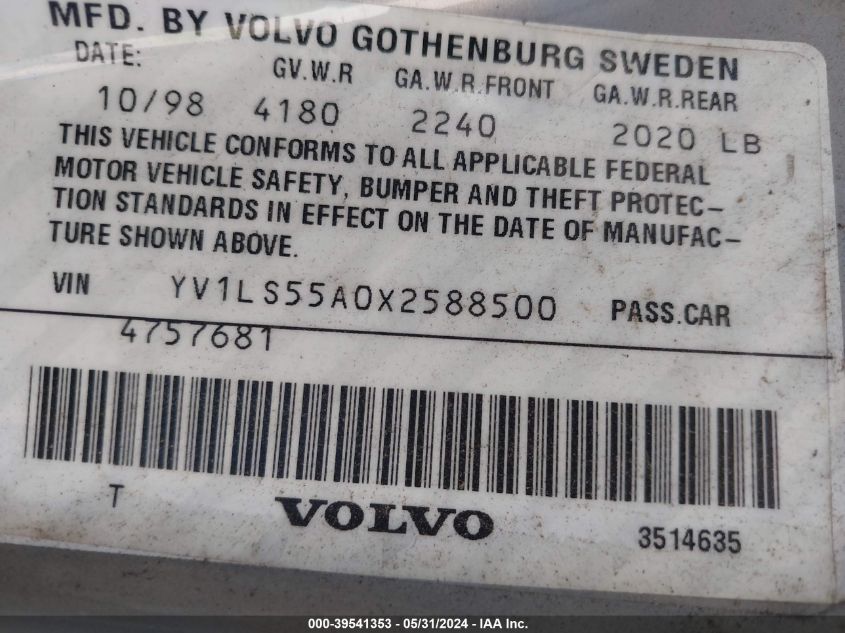 MFD. BY VOLVO GOTHENBURG SWEDEN
DATE: GV.W.R GA.W.R.FRONT GA.W.R.REAR
10/98 4180 2240 2020 LB
THIS VEHICLE CONFORMS TO ALL APPLICABLE FEDERAL
MOTOR VEHICLE SAFETY, BUMPER AND THEFT PROTEC-
TION STANDARDS IN EFFECT ON THE DATE OF MANUFAC-
TURE SHOWN ABOVE.
VIN YV1LS55A0X2588500 PASS.CAR
4757681
T VOLVO 3514635
000-39541353 - 05/31/2024 - IAA Inc.